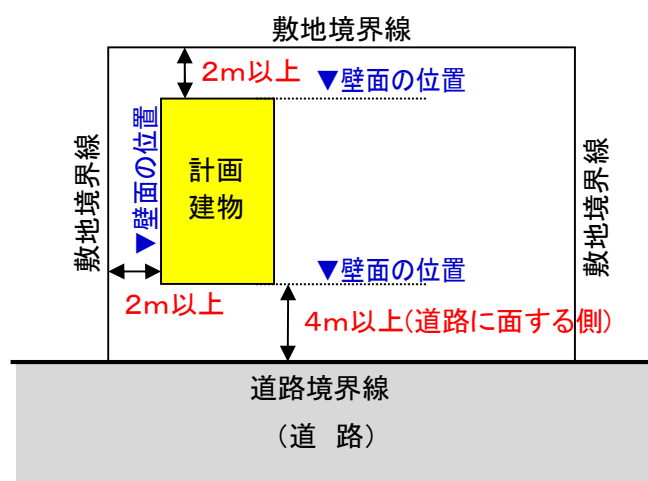 敷地境界線
2m以上
▼壁面の位置
敷地境界線
▼壁面の位置
計画
建物
敷地境界線
▼壁面の位置
2m以上
4m以上(道路に面する側)
道路境界線
(道 路)